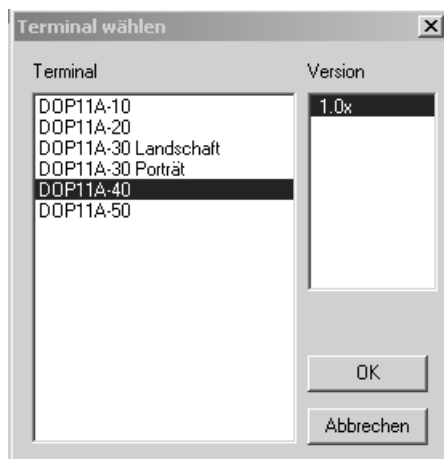 Terminal wählen
Terminal
Version
DOP11A-10
DOP11A-20
DOP11A-30 Landschaft
DOP11A-30 Porträt
DOP11A-40
DOP11A-50
1.0x
OK
Abbrechen